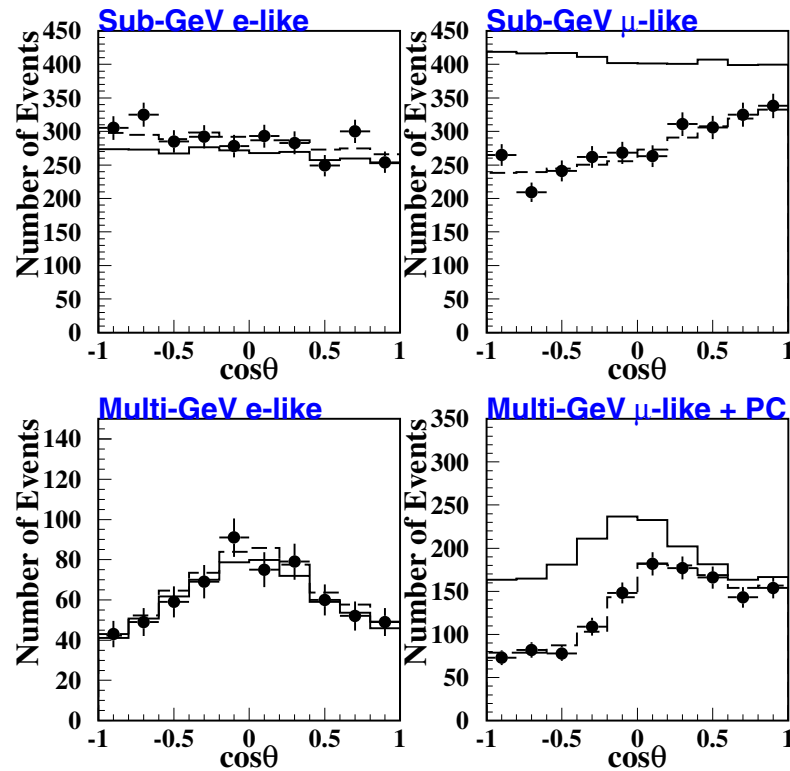 Sub-GeV e-like
Number of Events
450
400
350
300
250
200
150
100
50
0
-1 -0.5 0 0.5 1
cosθ
Sub-GeV μ-like
Number of Events
450
400
350
300
250
200
150
100
50
0
-1 -0.5 0 0.5 1
cosθ
Multi-GeV e-like
Number of Events
140
120
100
80
60
40
20
0
-1 -0.5 0 0.5 1
cosθ
Multi-GeV μ-like + PC
Number of Events
350
300
250
200
150
100
50
0
-1 -0.5 0 0.5 1
cosθ